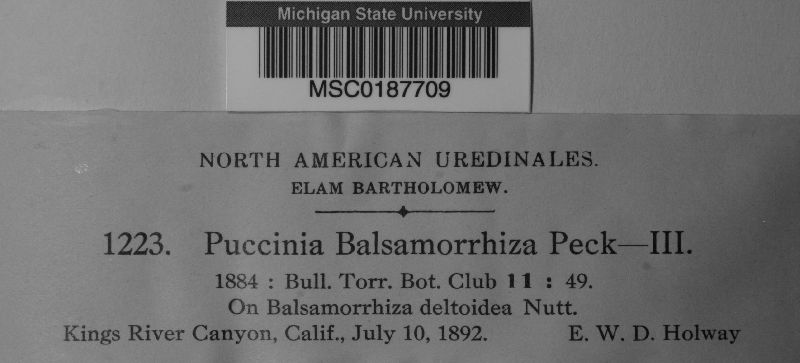 Michigan State University
MSC0187709
NORTH AMERICAN UREDINALES.
ELAM BARTHOLOMEW.
1223. Puccinia Balsamorrhiza Peck—III.
1884 : Bull. Torr. Bot. Club 11 : 49.
On Balsamorrhiza deltoidea Nutt.
Kings River Canyon, Calif., July 10, 1892. E. W. D. Holway